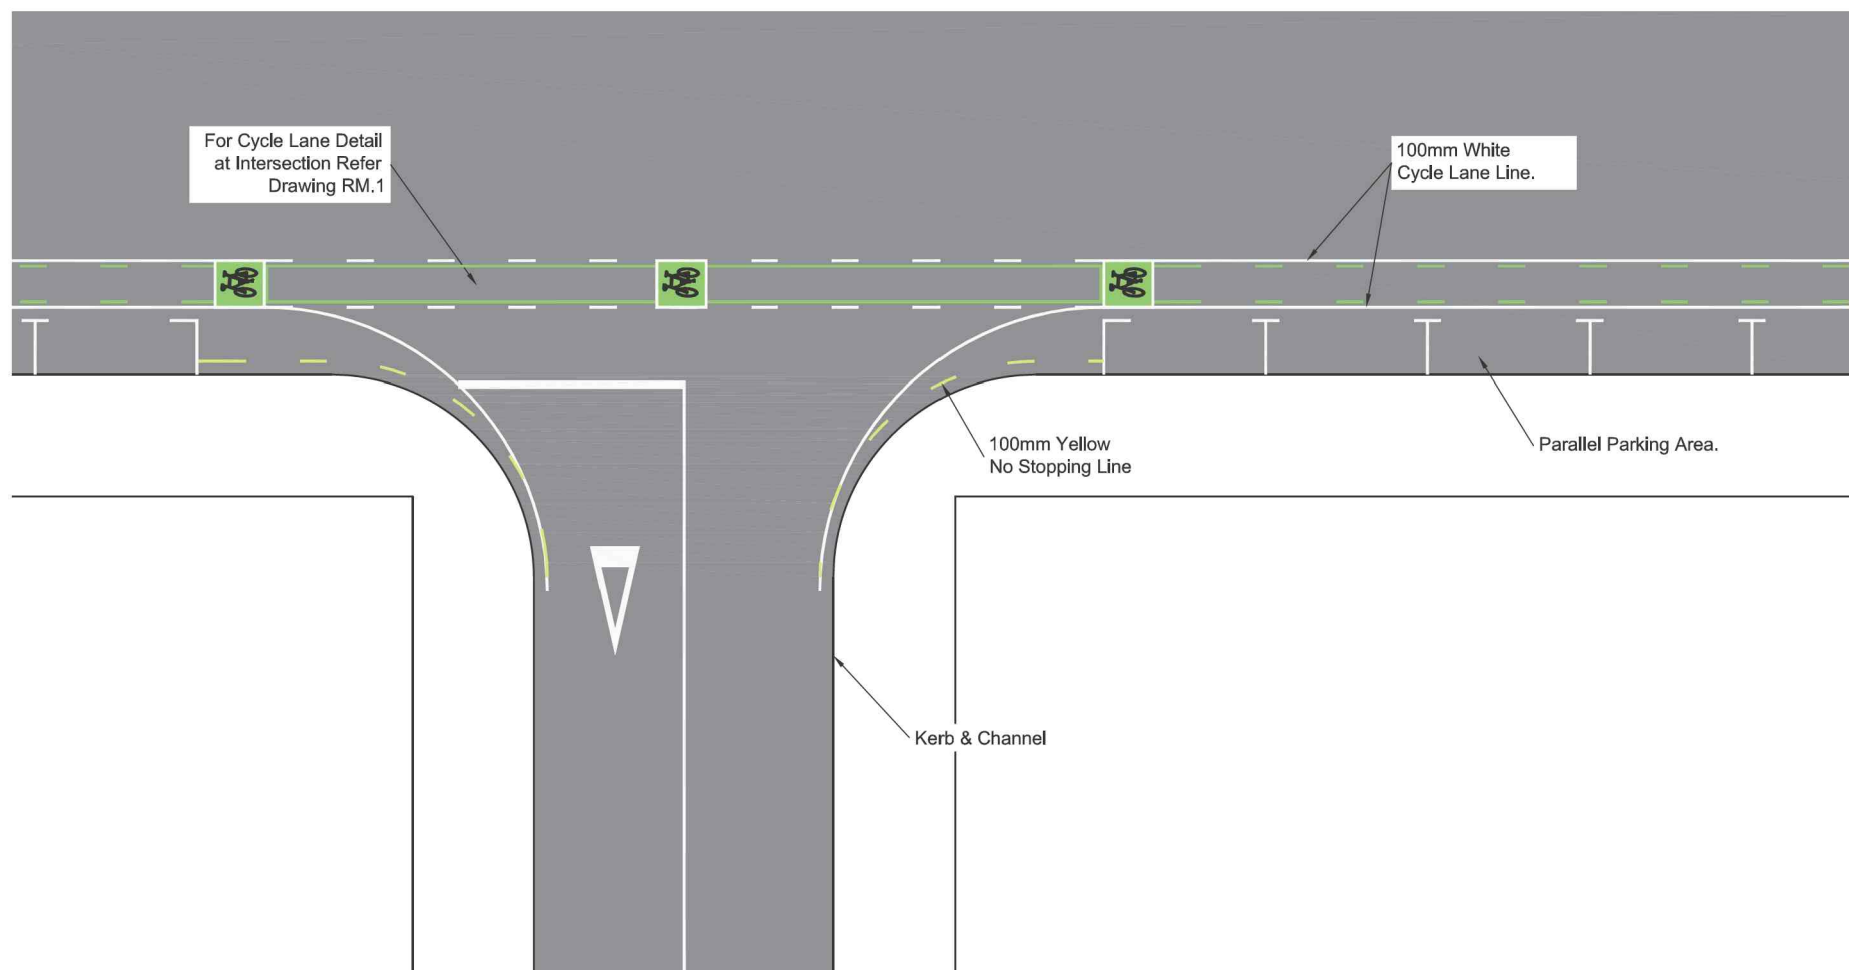 For Cycle Lane Detail
at Intersection Refer
Drawing RM.1
100mm White
Cycle Lane Line.
100mm Yellow
No Stopping Line
Parallel Parking Area.
Kerb & Channel